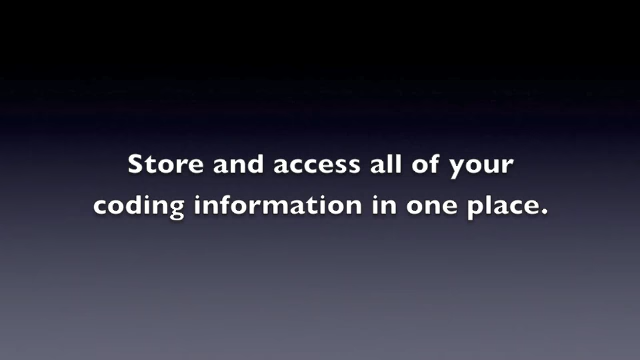 Store and access all of your
coding information in one place.